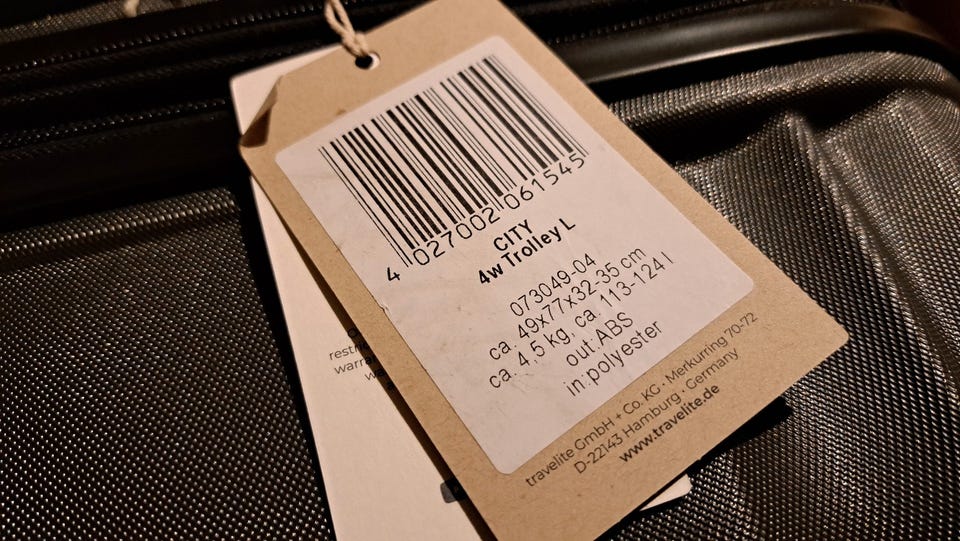 4 027002 061545
CITY
4w Trolley L
073049-04
ca. 49x77x32-35 cm
ca. 4,5 kg, ca. 113-124 l
out:ABS
in:polyester
travelite GmbH + Co. KG · Merkurring 70-72
D-22143 Hamburg · Germany
www.travelite.de